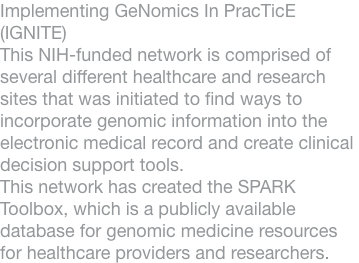 Implementing GeNomics In PracTicE
(IGNITE)
This NIH-funded network is comprised of
several different healthcare and research
sites that was initiated to find ways to
incorporate genomic information into the
electronic medical record and create clinical
decision support tools.
This network has created the SPARK
Toolbox, which is a publicly available
database for genomic medicine resources
for healthcare providers and researchers.